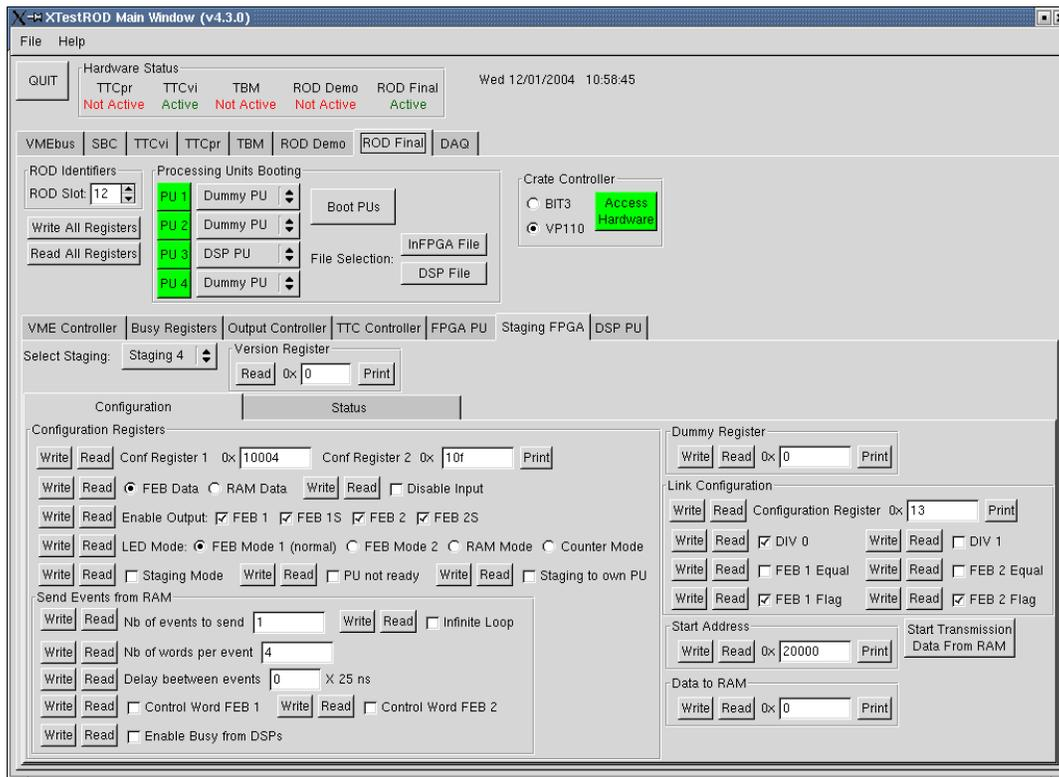 XTestROD Main Window (v4.3.0)
File Help
QUIT
Hardware Status
TTCpr TTCvi TBM ROD Demo ROD Final
Not Active Active Not Active Not Active Active
Wed 12/01/2004 10:58:45
VMEbus SBC TTCvi TTCpr TBM ROD Demo ROD Final DAQ
ROD Identifiers
ROD Slot: 12
Write All Registers
Read All Registers
Processing Units Booting
PU 1 Dummy PU
PU 2 Dummy PU
PU 3 DSP PU
PU 4 Dummy PU
Boot PUs
File Selection:
InFPGA File
DSP File
Crate Controller
BIT3
VP110
Access
Hardware
VME Controller Busy Registers Output Controller TTC Controller FPGA PU Staging FPGA DSP PU
Select Staging: Staging 4
Version Register
Read 0x 0 Print
Configuration Status
Configuration Registers
Write Read Conf Register 1 0x 10004 Conf Register 2 0x 10f Print
Write Read FEB Data RAM Data Write Read Disable Input
Write Read Enable Output: FEB 1 FEB 1S FEB 2 FEB 2S
Write Read LED Mode: FEB Mode 1 (normal) FEB Mode 2 RAM Mode Counter Mode
Write Read Staging Mode Write Read PU not ready Write Read Staging to own PU
Send Events from RAM
Write Read Nb of events to send 1 Write Read Infinite Loop
Write Read Nb of words per event 4
Write Read Delay beetween events 0 X 25 ns
Write Read Control Word FEB 1 Write Read Control Word FEB 2
Write Read Enable Busy from DSPs
Dummy Register
Write Read 0x 0 Print
Link Configuration
Write Read Configuration Register 0x 13 Print
Write Read DIV 0 Write Read DIV 1
Write Read FEB 1 Equal Write Read FEB 2 Equal
Write Read FEB 1 Flag Write Read FEB 2 Flag
Start Address
Write Read 0x 20000 Print
Start Transmission
Data From RAM
Data to RAM
Write Read 0x 0 Print